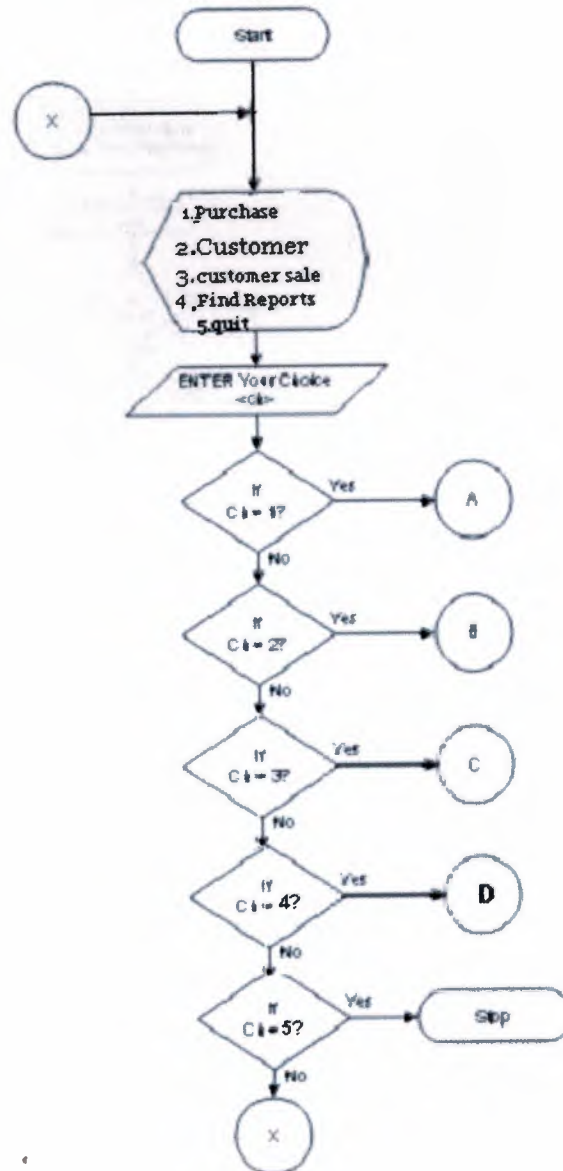 Start
X
1.Purchase
2.Customer
3.customer sale
4.Find Reports
5.quit
ENTER Your Choice
<Ch>
If
Ch = 1?
Yes
A
No
If
Ch = 2?
Yes
B
No
If
Ch = 3?
Yes
C
No
If
Ch = 4?
Yes
D
No
If
Ch = 5?
Yes
Stop
No
X